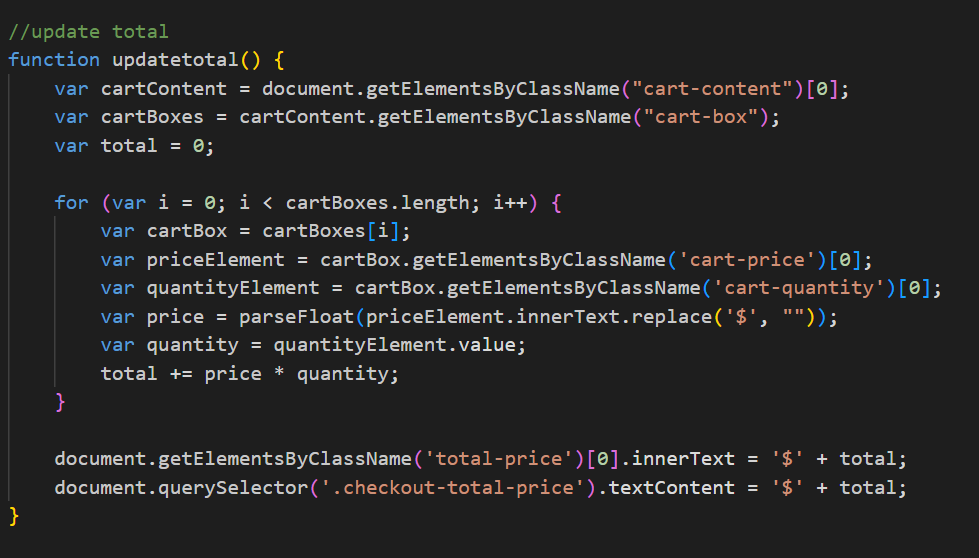 //update total
function updatetotal() {
    var cartContent = document.getElementsByClassName("cart-content")[0];
    var cartBoxes = cartContent.getElementsByClassName("cart-box");
    var total = 0;

    for (var i = 0; i < cartBoxes.length; i++) {
        var cartBox = cartBoxes[i];
        var priceElement = cartBox.getElementsByClassName('cart-price')[0];
        var quantityElement = cartBox.getElementsByClassName('cart-quantity')[0];
        var price = parseFloat(priceElement.innerText.replace('$', ""));
        var quantity = quantityElement.value;
        total += price * quantity;
    }

    document.getElementsByClassName('total-price')[0].innerText = '$' + total;
    document.querySelector('.checkout-total-price').textContent = '$' + total;
}